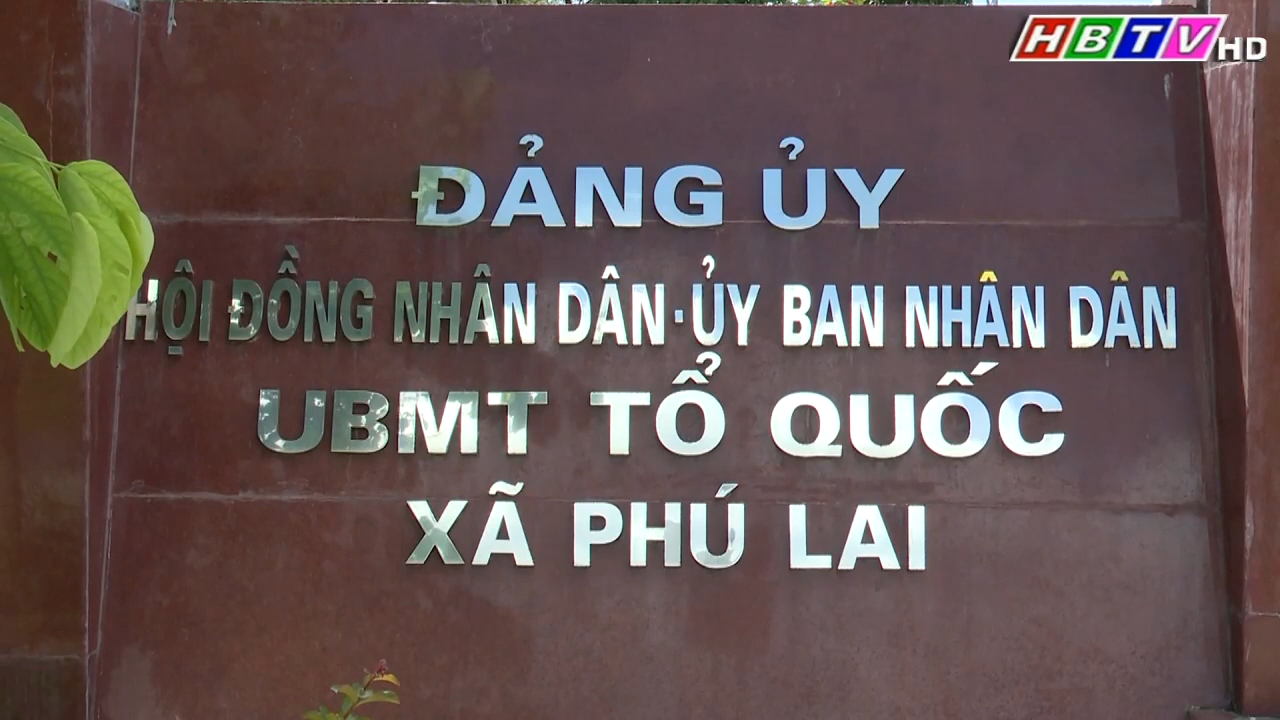 HBTV HD
ĐẢNG ỦY
HỘI ĐỒNG NHÂN DÂN·ỦY BAN NHÂN DÂN
UBMT TỔ QUỐC
XÃ PHÚ LAI